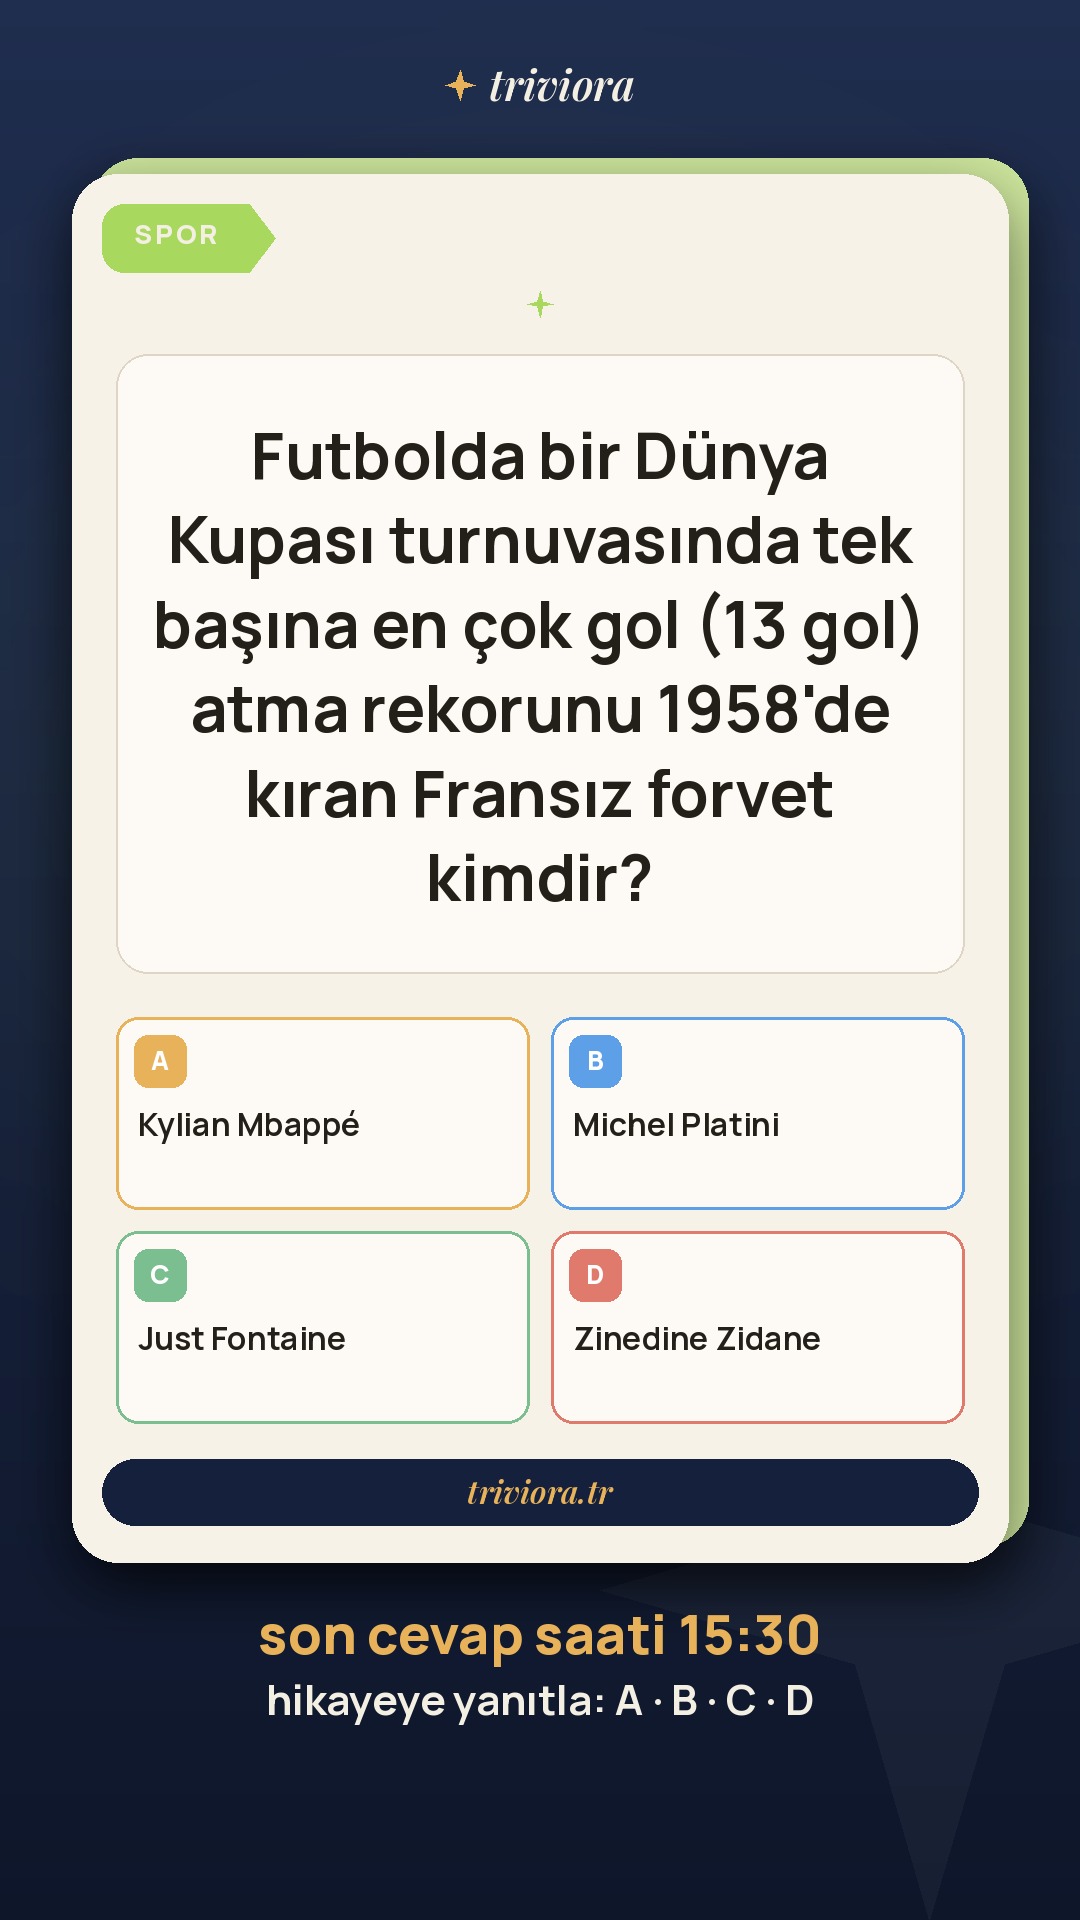 triviora
SPOR
Futbolda bir Dünya
Kupası turnuvasında tek
başına en çok gol (13 gol)
atma rekorunu 1958'de
kıran Fransız forvet
kimdir?
A
Kylian Mbappé
B
Michel Platini
C
Just Fontaine
D
Zinedine Zidane
triviora.tr
son cevap saati 15:30
hikayeye yanıtla: A · B · C · D